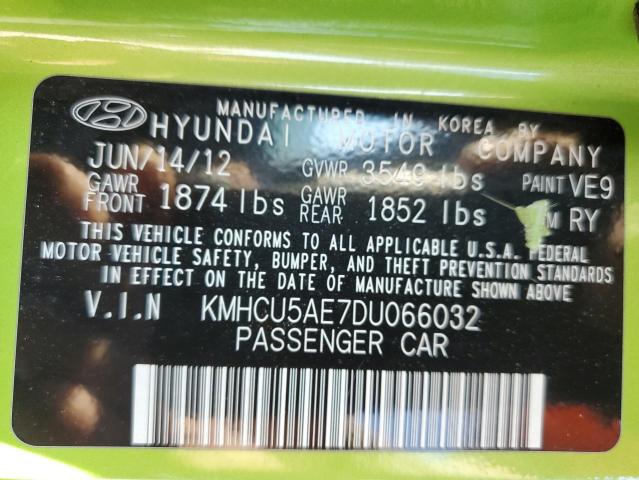 MANUFACTURED IN KOREA BY
HYUNDAI MOTOR COMPANY
JUN/14/12 GVWR 3549 lbs PAINT VE9
GAWR FRONT 1874 lbs GAWR REAR 1852 lbs RY
THIS VEHICLE CONFORMS TO ALL APPLICABLE U.S.A. FEDERAL
MOTOR VEHICLE SAFETY, BUMPER, AND THEFT PREVENTION STANDARDS
IN EFFECT ON THE DATE OF MANUFACTURE SHOWN ABOVE
V.I.N KMHCU5AE7DU066032
PASSENGER CAR